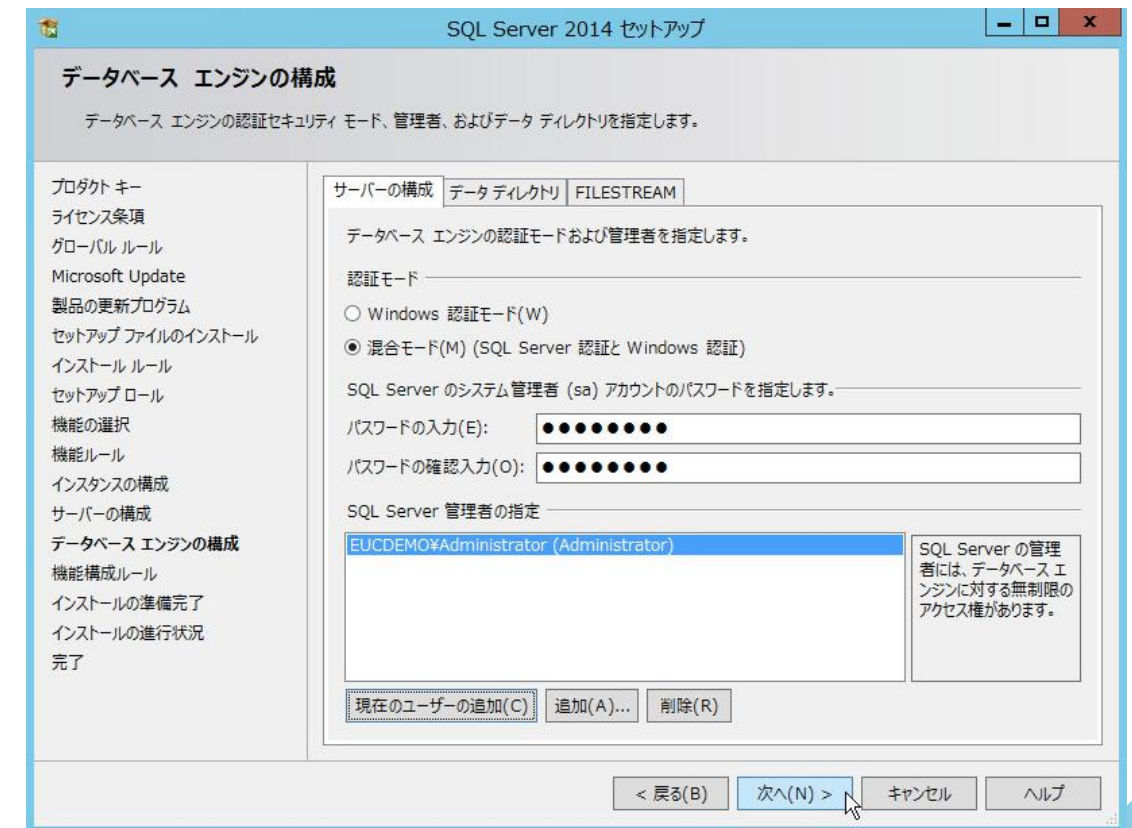 SQL Server 2014 セットアップ
データベース エンジンの構成
データベース エンジンの認証セキュリティ モード、管理者、およびデータ ディレクトリを指定します。
プロダクト キー
ライセンス条項
グローバル ルール
Microsoft Update
製品の更新プログラム
セットアップ ファイルのインストール
インストール ルール
セットアップ ロール
機能の選択
機能ルール
インスタンスの構成
サーバーの構成
データベース エンジンの構成
機能構成ルール
インストールの準備完了
インストールの進行状況
完了
サーバーの構成 データ ディレクトリ FILESTREAM
データベース エンジンの認証モードおよび管理者を指定します。
認証モード
Windows 認証モード(W)
混合モード(M) (SQL Server 認証と Windows 認証)
SQL Server のシステム管理者 (sa) アカウントのパスワードを指定します。
パスワードの入力(E): ●●●●●●●●
パスワードの確認入力(O): ●●●●●●●●
SQL Server 管理者の指定
EUCDEMO¥Administrator (Administrator)
SQL Server の管理
者には、データベース エ
ンジンに対する無制限の
アクセス権があります。
現在のユーザーの追加(C) 追加(A)... 削除(R)
< 戻る(B) 次へ(N) > キャンセル ヘルプ